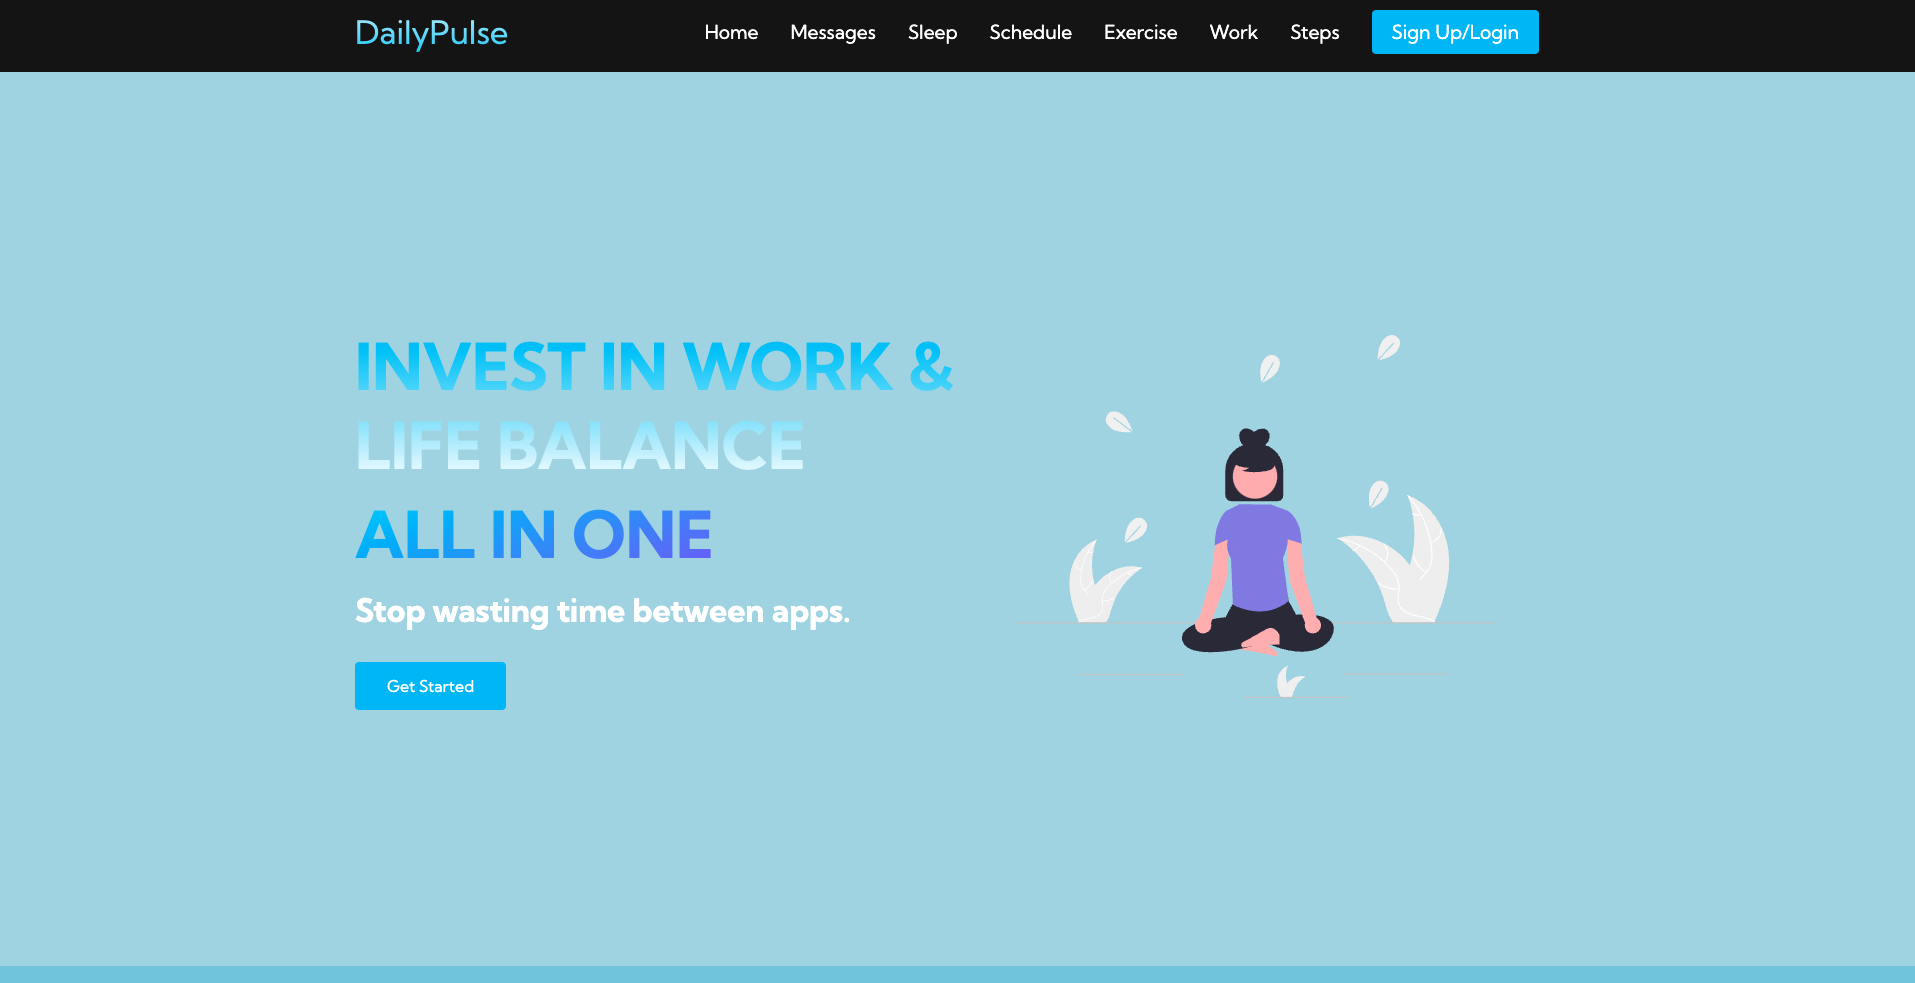 DailyPulse
Home Messages Sleep Schedule Exercise Work Steps Sign Up/Login
INVEST IN WORK &
LIFE BALANCE
ALL IN ONE
Stop wasting time between apps.
Get Started